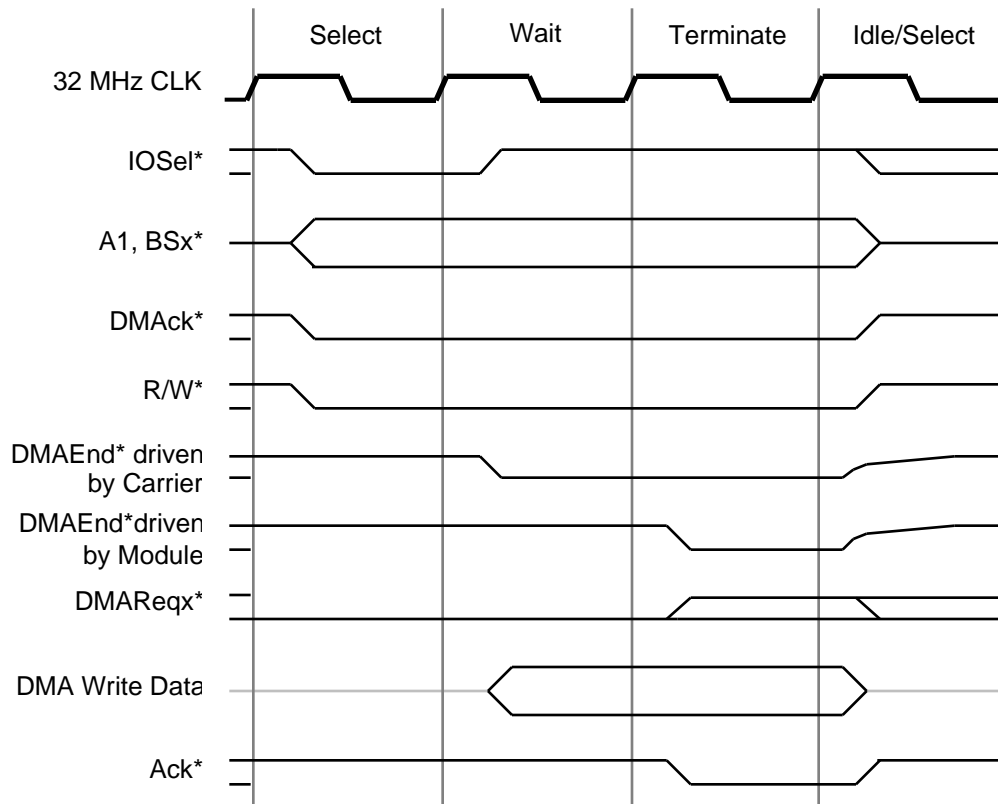 Select Wait Terminate Idle/Select
32 MHz CLK
IOSel*
A1, BSx*
DMAck*
R/W*
DMAEnd* driven
by Carrier
DMAEnd*driven
by Module
DMAReqx*
DMA Write Data
Ack*